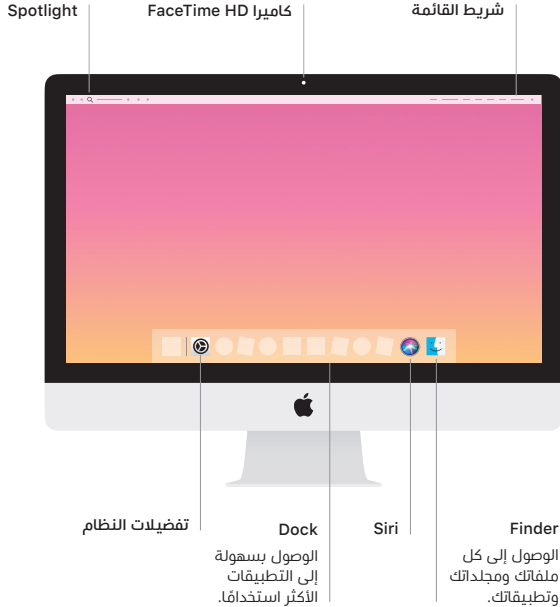 شريط القائمة
كاميرا FaceTime HD
Spotlight
Finder
الوصول إلى كل
ملفاتك ومجلداتك
وتطبيقاتك.
Siri
Dock
الوصول بسهولة
إلى التطبيقات
الأكثر استخدامًا.
تفضيلات النظام